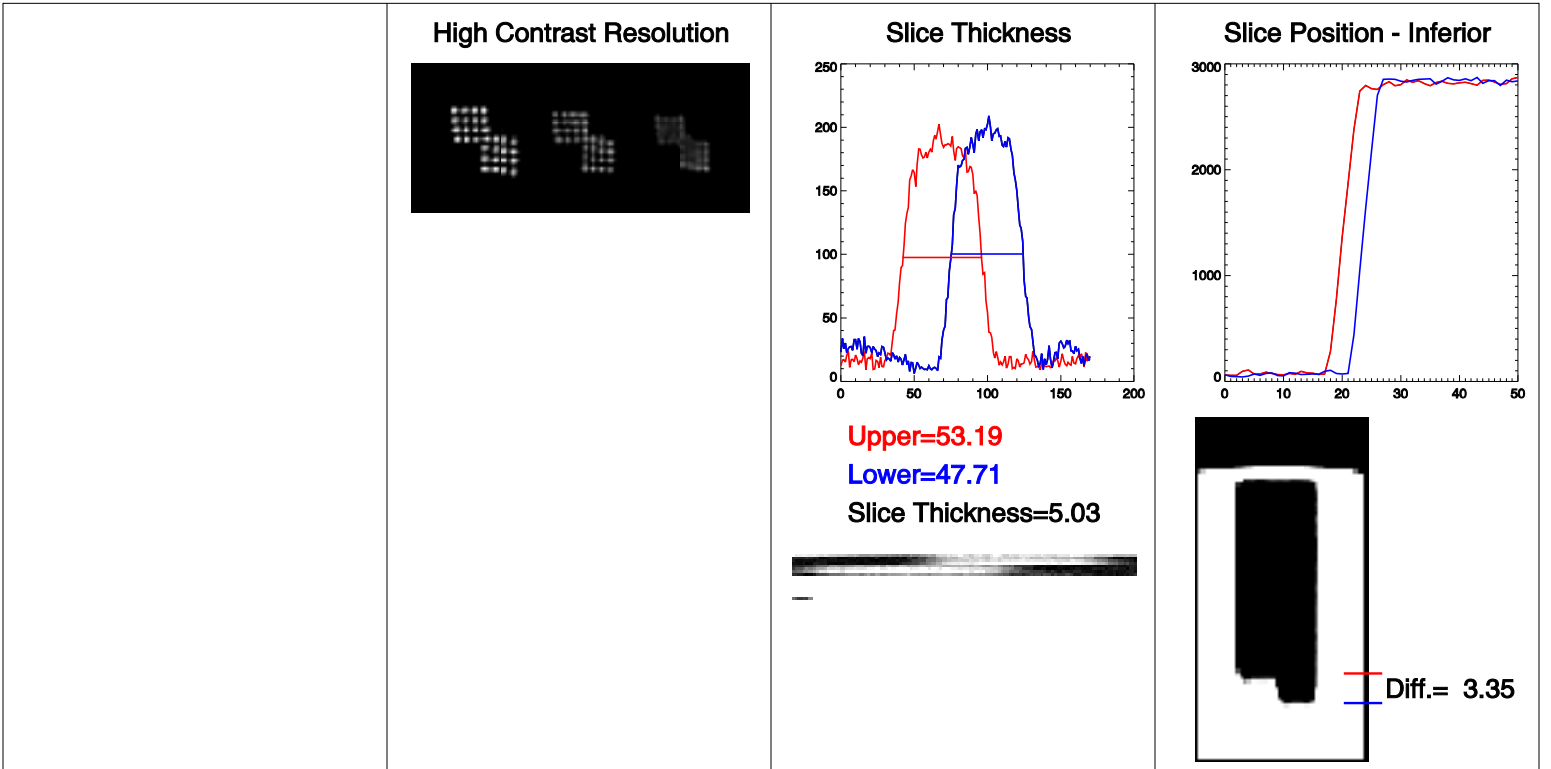 High Contrast Resolution
Slice Thickness
250
200
150
100
50
0
0 50 100 150 200
Upper=53.19
Lower=47.71
Slice Thickness=5.03
Slice Position - Inferior
3000
2000
1000
0
0 10 20 30 40 50
Diff.= 3.35